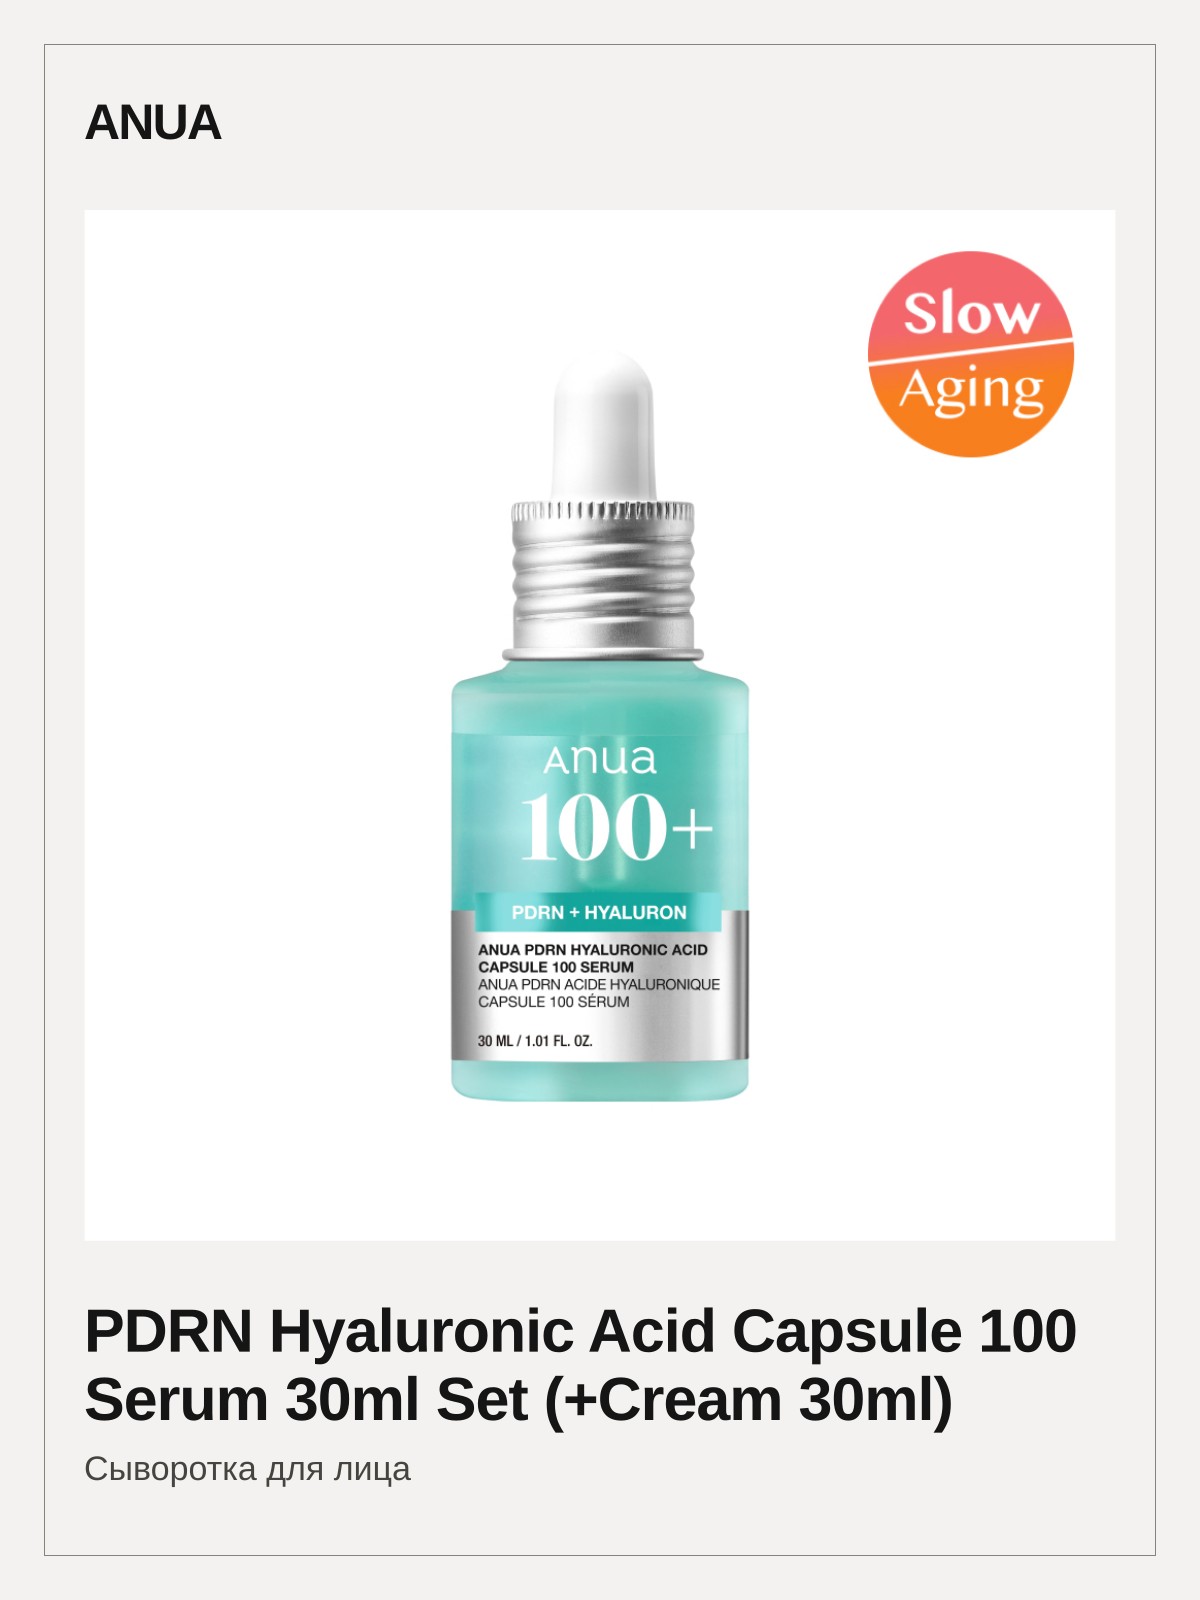 ANUA
Slow
Aging
Anua
100+
PDRN + HYALURON
ANUA PDRN HYALURONIC ACID
CAPSULE 100 SERUM
ANUA PDRN ACIDE HYALURONIQUE
CAPSULE 100 SÉRUM
30 ML / 1.01 FL. OZ.
PDRN Hyaluronic Acid Capsule 100
Serum 30ml Set (+Cream 30ml)
Сыворотка для лица